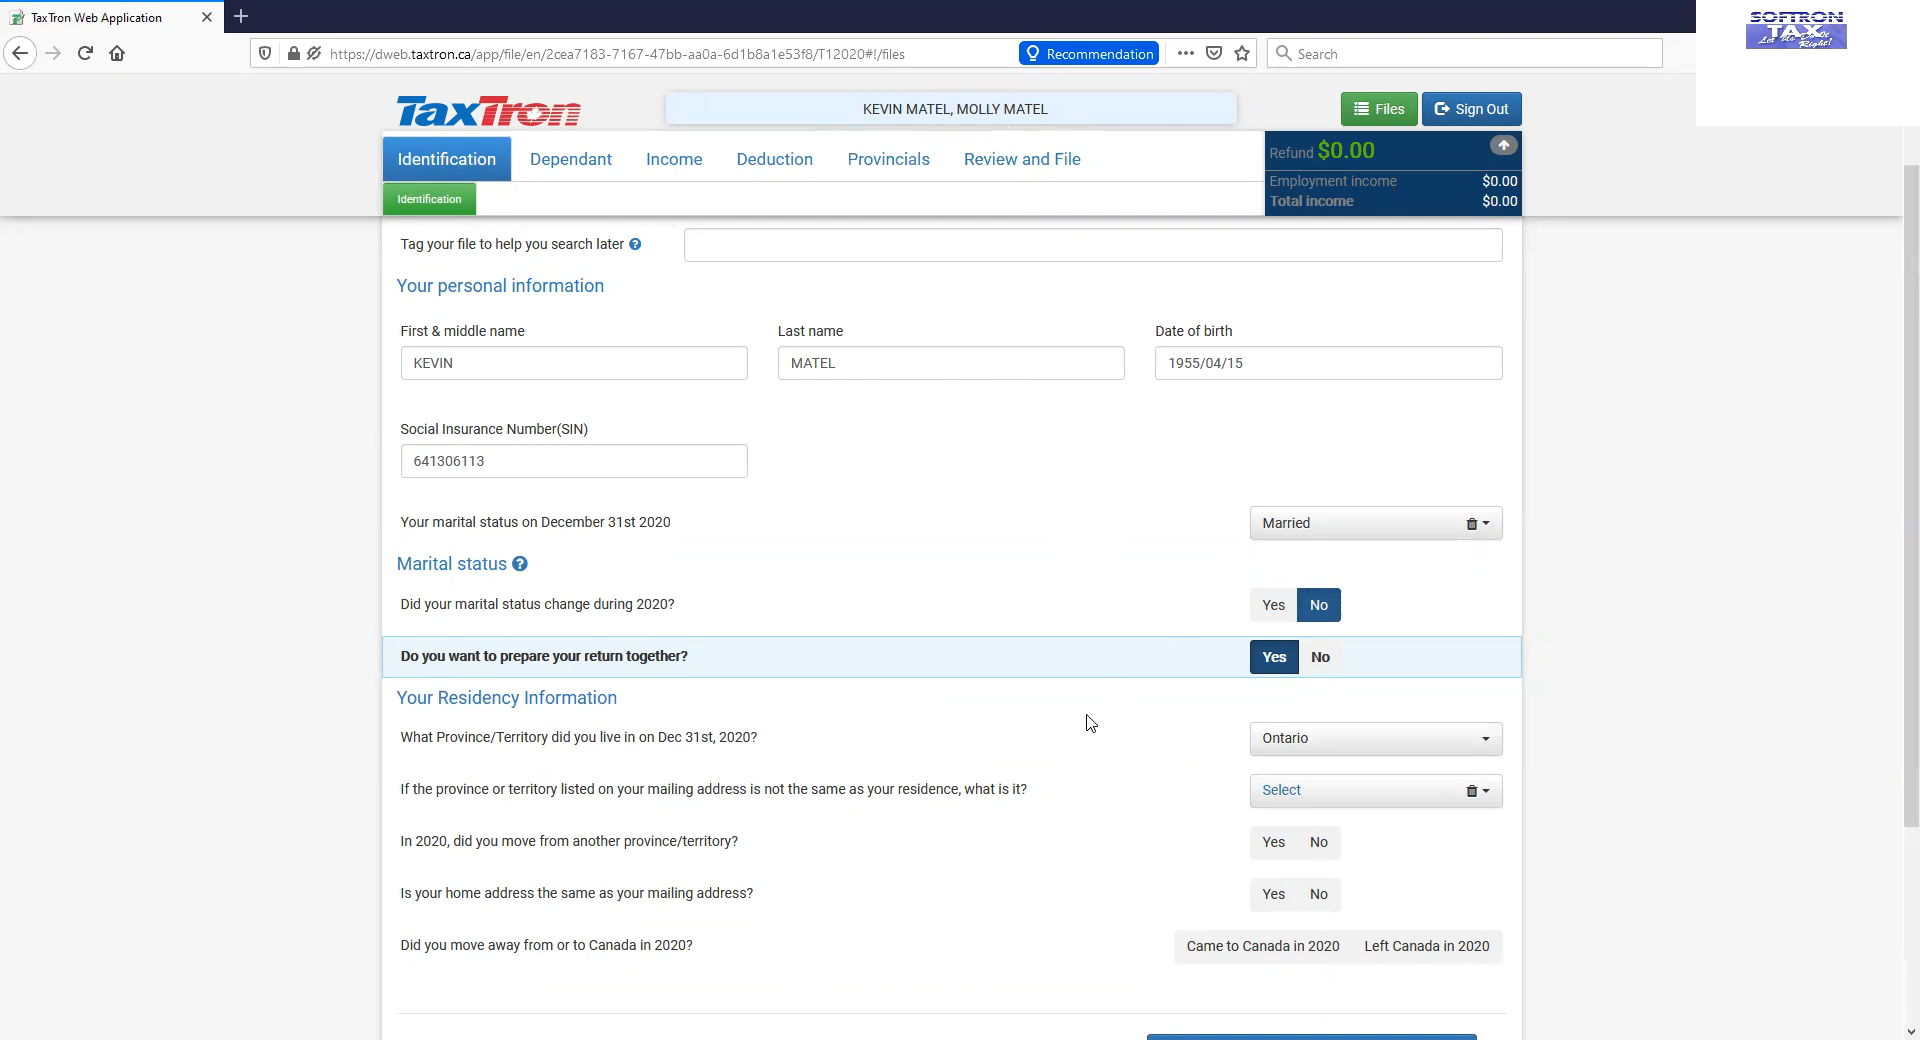 TaxTron Web Application
SOFTRON
TAX
Let Us Do It
Right!
https://dweb.taxtron.ca/app/file/en/2cea7183-7167-47bb-aa0a-6d1b8a1e53f8/T12020#!/files
Recommendation
Search
TaxTron
KEVIN MATEL, MOLLY MATEL
Files
Sign Out
Identification Dependant Income Deduction Provincials Review and File
Refund $0.00
Employment income $0.00
Total income $0.00
Identification
Tag your file to help you search later
Your personal information
First & middle name Last name Date of birth
KEVIN MATEL 1955/04/15
Social Insurance Number(SIN)
641306113
Your marital status on December 31st 2020 Married
Marital status
Did your marital status change during 2020? Yes No
Do you want to prepare your return together? Yes No
Your Residency Information
What Province/Territory did you live in on Dec 31st, 2020? Ontario
If the province or territory listed on your mailing address is not the same as your residence, what is it? Select
In 2020, did you move from another province/territory? Yes No
Is your home address the same as your mailing address? Yes No
Did you move away from or to Canada in 2020? Came to Canada in 2020 Left Canada in 2020